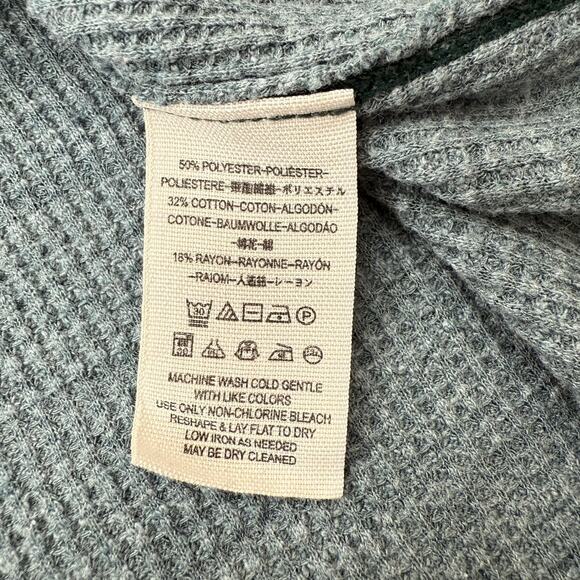 50% POLYESTER-POLIÉSTER-
POLIESTERE-聚酯纖維-ポリエステル
32% COTTON-COTON-ALGODÓN-
COTONE-BAUMWOLLE-ALGODÃO
-棉花-綿
18% RAYON-RAYONNE-RAYÓN
-RAIOM-人造絲-レーヨン
30 P
MACHINE WASH COLD GENTLE
WITH LIKE COLORS
USE ONLY NON-CHLORINE BLEACH
RESHAPE & LAY FLAT TO DRY
LOW IRON AS NEEDED
MAY BE DRY CLEANED